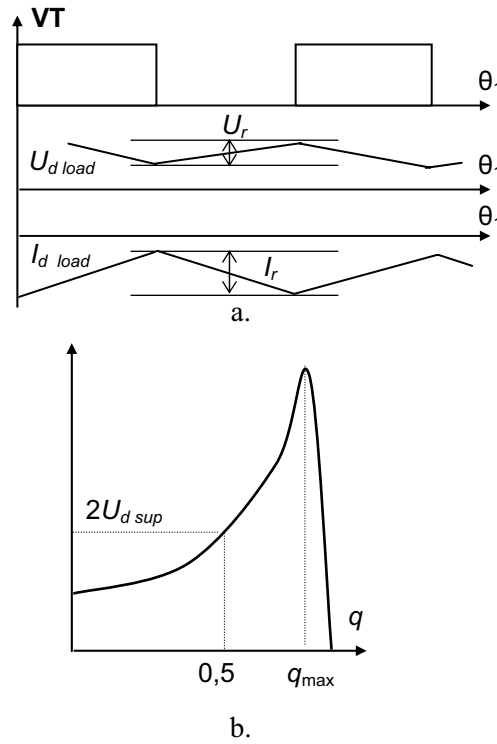 VT
θ
U_r
U_d load
θ
θ
I_d load
I_r
a.
2U_d sup
q
0,5
q_max
b.